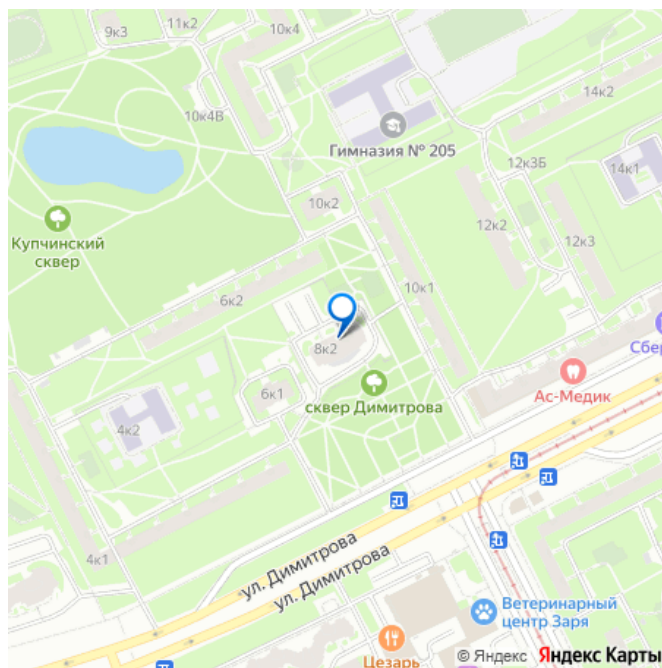 9к3
11к2
10к4
14к2
10к4В
Гимназия № 205
12к3Б
14к1
10к2
12к2
Купчинский
сквер
12к3
6к2
10к1
8к2
Сбер
Ас-Медик
6к1
сквер Димитрова
4к2
4к1
ул. Димитрова
ул. Димитрова
Ветеринарный
центр Заря
Цезарь
© Яндекс Яндекс Карты